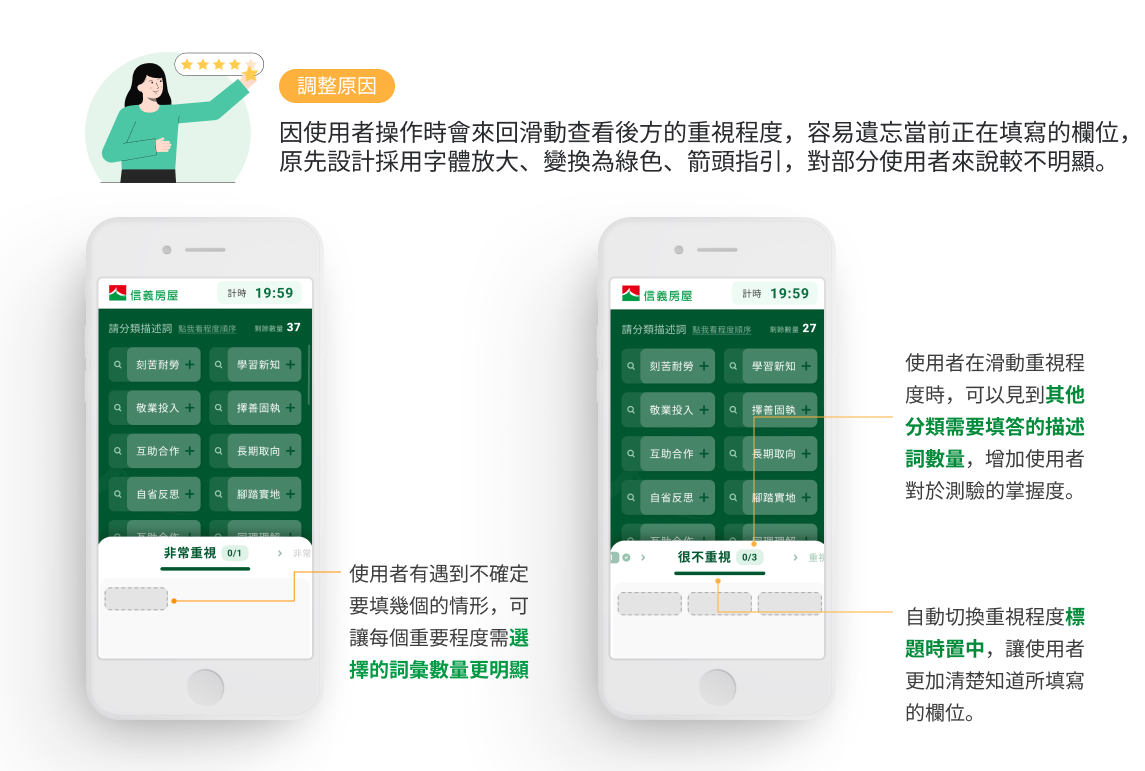 調整原因
因使用者操作時會來回滑動查看後方的重視程度，容易遺忘當前正在填寫的欄位，
原先設計採用字體放大、變換為綠色、箭頭指引，對部分使用者來說較不明顯。
信義房屋
計時 19:59
請分類描述詞 點我看程度順序 剩餘數量 37
刻苦耐勞 +
學習新知 +
敬業投入 +
擇善固執 +
互助合作 +
長期取向 +
自省反思 +
腳踏實地 +
互助合作
同理理解
非常重視 0/1 > 非常
使用者有遇到不確定
要填幾個的情形，可
讓每個重要程度需選
擇的詞彙數量更明顯
信義房屋
計時 19:59
請分類描述詞 點我看程度順序 剩餘數量 27
刻苦耐勞 +
學習新知 +
敬業投入 +
擇善固執 +
互助合作 +
長期取向 +
自省反思 +
腳踏實地 +
互助合作
同理理解
> 很不重視 0/3 > 重視
使用者在滑動重視程
度時，可以見到其他
分類需要填答的描述
詞數量，增加使用者
對於測驗的掌握度。
自動切換重視程度標
題時置中，讓使用者
更加清楚知道所填寫
的欄位。